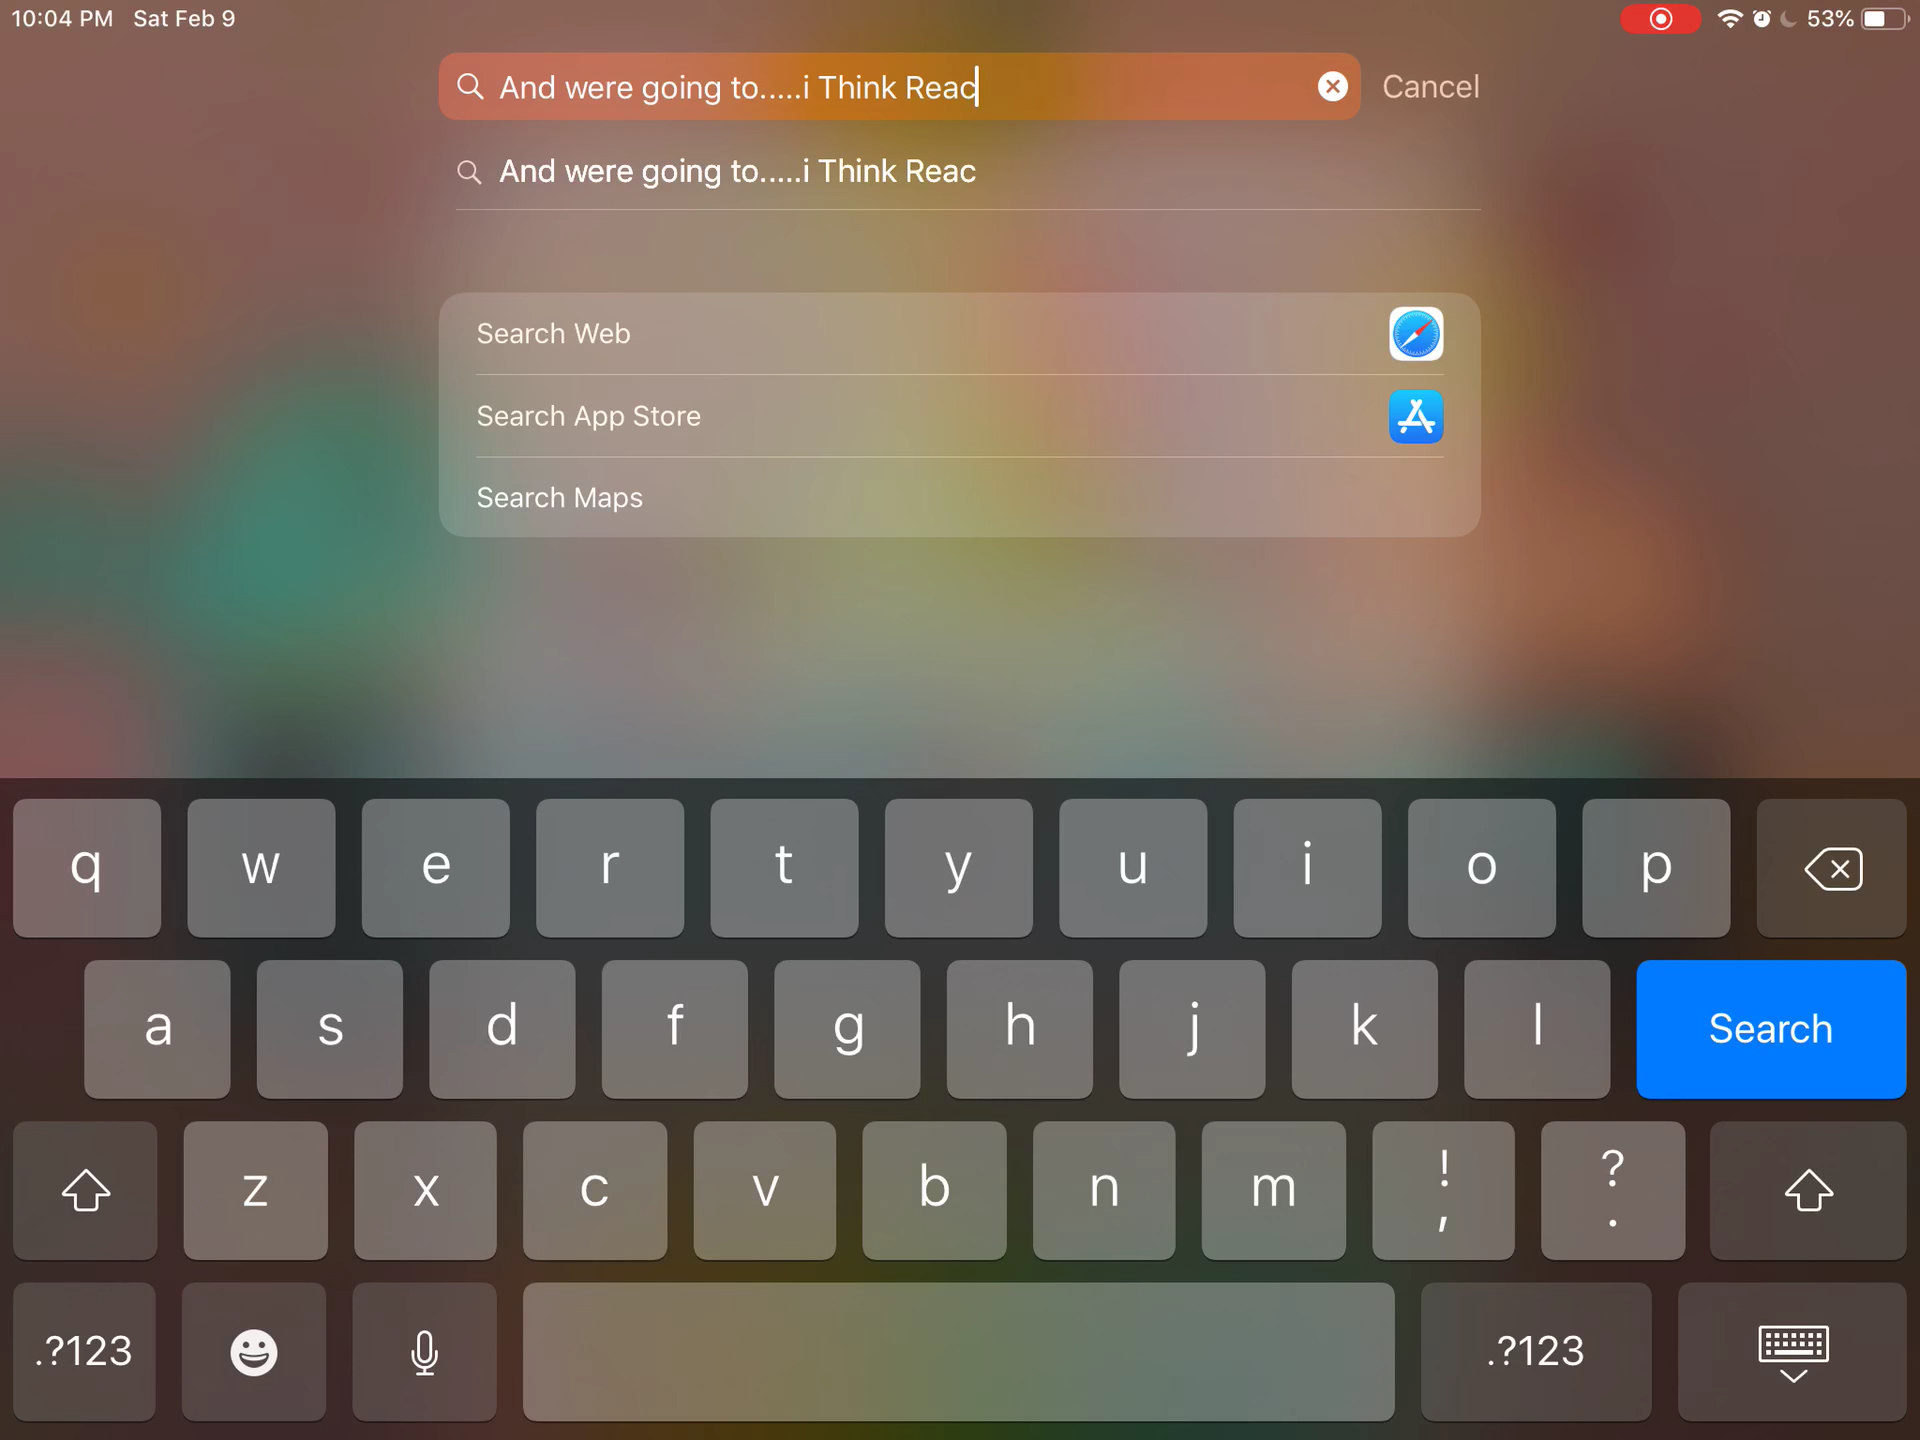 10:04 PM Sat Feb 9 53%
And were going to.....i Think Reac Cancel
And were going to.....i Think Reac
Search Web
Search App Store
Search Maps
q w e r t y u i o p
a s d f g h j k l Search
z x c v b n m ! , ? .
.?123 .?123